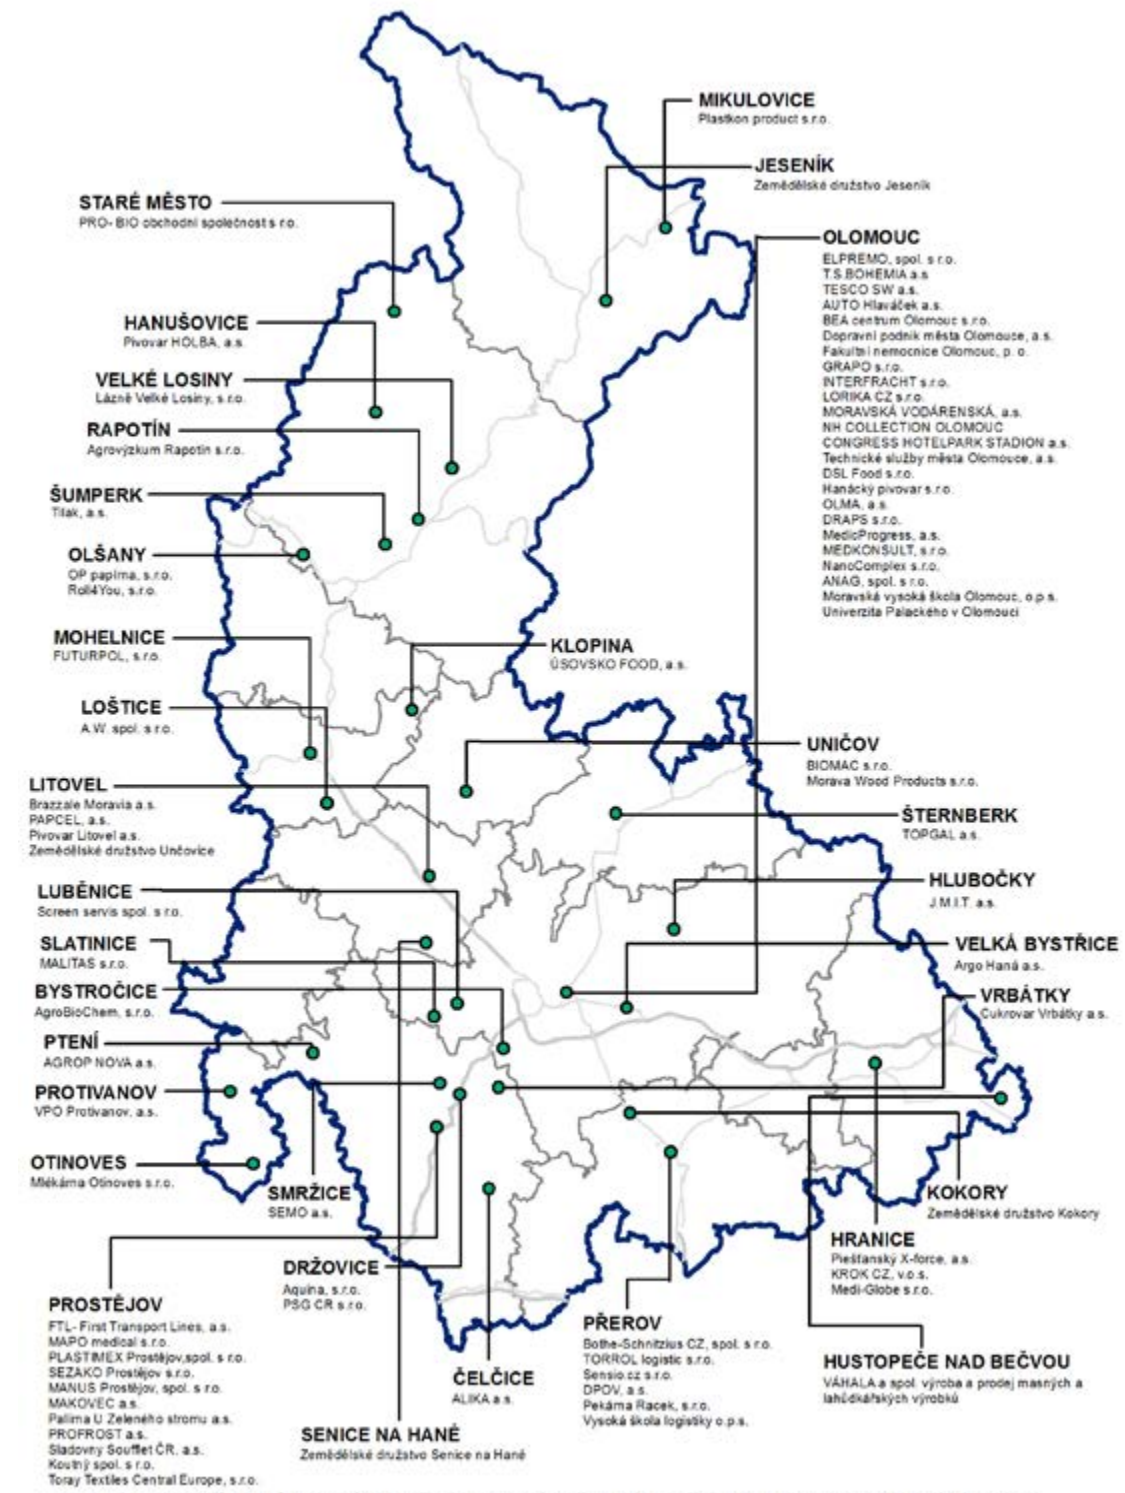 MIKULOVICE
Plastkon product s.r.o.
JESENÍK
Zemědělské družstvo Jeseník
STARÉ MĚSTO
PRO- BIO obchodní společnost s r.o.
OLOMOUC
ELPREMO, spol. s r.o.
T.S.BOHEMIA a.s
TESCO SW a.s.
AUTO Hlaváček a.s.
BEA centrum Olomouc s.r.o.
Dopravní podnik města Olomouce, a.s.
Fakultní nemocnice Olomouc, p. o.
GRAPO s.r.o.
INTERFRACHT s.r.o.
LORIKA CZ s.r.o.
MORAVSKÁ VODÁRENSKÁ, a.s.
NH COLLECTION OLOMOUC
CONGRESS HOTELPARK STADION a.s.
Technické služby města Olomouce, a.s.
DSL Food s.r.o.
Hanácký pivovar s.r.o.
OLMA, a.s.
DRAPS s.r.o.
MedicProgress, a.s.
MEDKONSULT, s.r.o.
NanoComplex s.r.o.
ANAG, spol. s r.o.
Moravská vysoká škola Olomouc, o.p.s.
Univerzita Palackého v Olomouci
HANUŠOVICE
Pivovar HOLBA, a.s.
VELKÉ LOSINY
Lázně Velké Losiny, s.r.o.
RAPOTÍN
Agrovýzkum Rapotín s.r.o.
ŠUMPERK
Tilak, a.s.
OLŠANY
OP papírna, s.r.o.
Roll4You, s.r.o.
MOHELNICE
FUTURPOL, s.r.o.
KLOPINA
ÚSOVSKO FOOD, a.s.
LOŠTICE
A.W. spol. s r.o.
UNIČOV
BIOMAC s.r.o.
Morava Wood Products s.r.o.
LITOVEL
Brazzale Moravia a.s.
PAPCEL, a.s.
Pivovar Litovel a.s.
Zemědělské družstvo Unčovice
ŠTERNBERK
TOPGAL a.s.
LUBĚNICE
Screen servis spol. s r.o.
HLUBOČKY
J.M.I.T. a.s.
SLATINICE
MALITAS s.r.o.
VELKÁ BYSTŘICE
Argo Haná a.s.
BYSTROČICE
AgroBioChem, s.r.o.
VRBÁTKY
Cukrovar Vrbátky a.s.
PTENÍ
AGROP NOVA a.s.
PROTIVANOV
VPO Protivanov, a.s.
OTINOVES
Mlékárna Otinoves s.r.o.
SMRŽICE
SEMO a.s.
KOKORY
Zemědělské družstvo Kokory
HRANICE
Piešťanský X-force, a.s.
KROK CZ, v.o.s.
Medi-Globe s.r.o.
DRŽOVICE
Aquina, s.r.o.
PSG CR s.r.o.
PROSTĚJOV
FTL- First Transport Lines, a.s.
MAPO medical s.r.o.
PLASTIMEX Prostějov,spol. s r.o.
SEZAKO Prostějov s.r.o.
MANUS Prostějov, spol. s r.o.
MAKOVEC a.s.
Palírna U Zeleného stromu a.s.
PROFROST a.s.
Sladovny Soufflet ČR, a.s.
Koutný spol. s r.o.
Toray Textiles Central Europe, s.r.o.
PŘEROV
Bothe-Schnitzius CZ, spol. s r.o.
TORROL logistic s.r.o.
Sensio.cz s.r.o.
DPOV, a.s.
Pekárna Racek, s.r.o.
Vysoká škola logistiky o.p.s.
HUSTOPEČE NAD BEČVOU
VÁHALA a spol. výroba a prodej masných a
lahůdkářských výrobků
ČELČICE
ALIKA a.s.
SENICE NA HANÉ
Zemědělské družstvo Senice na Hané